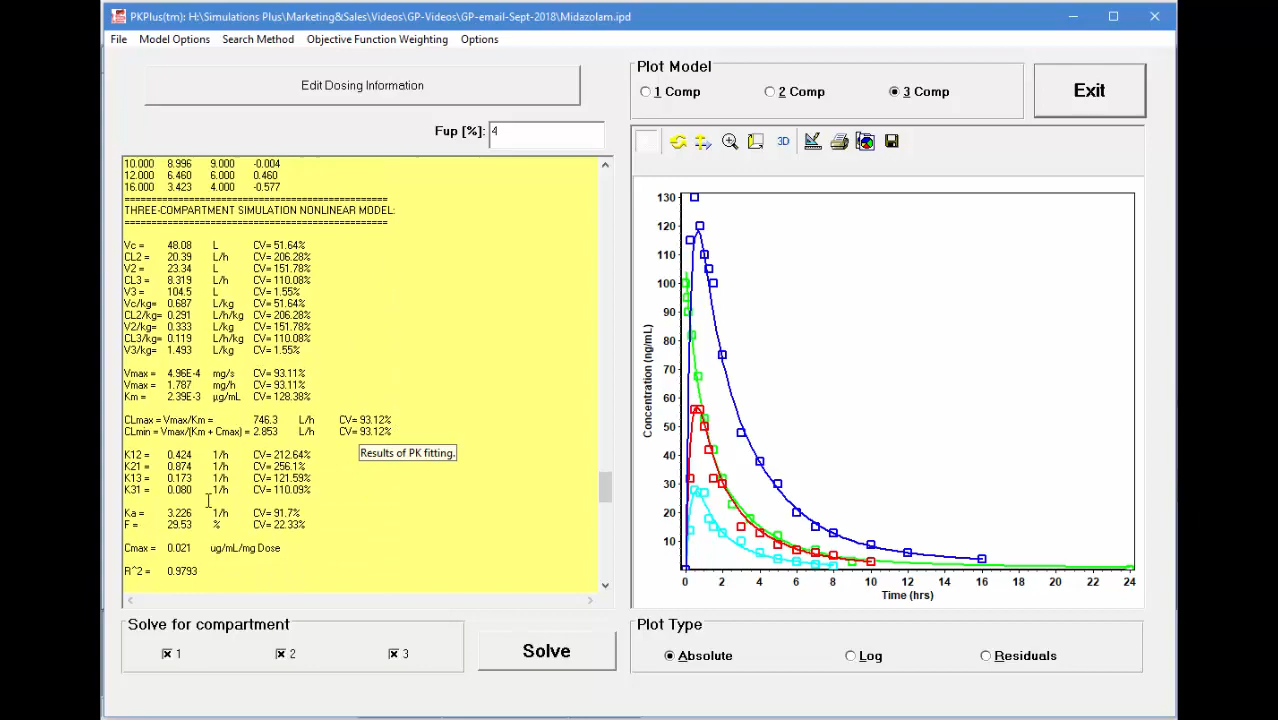 PKPlus(tm): H:\Simulations Plus\Marketing&Sales\Videos\GP-Videos\GP-email-Sept-2018\Midazolam.ipd
File Model Options Search Method Objective Function Weighting Options
Edit Dosing Information
Fup [%]: 4
10.000 8.996 9.000 -0.004
12.000 6.460 6.000 0.460
16.000 3.423 4.000 -0.577
==============================================
THREE-COMPARTMENT SIMULATION NONLINEAR MODEL:
==============================================
Vc = 48.08 L CV= 51.64%
CL2 = 20.39 L/h CV= 206.28%
V2 = 23.34 L CV= 151.78%
CL3 = 8.319 L/h CV= 110.08%
V3 = 104.5 L CV= 1.55%
Vc/kg= 0.687 L/kg CV= 51.64%
CL2/kg= 0.291 L/h/kg CV= 206.28%
V2/kg= 0.333 L/kg CV= 151.78%
CL3/kg= 0.119 L/h/kg CV= 110.08%
V3/kg= 1.493 L/kg CV= 1.55%
Vmax = 4.96E-4 mg/s CV= 93.11%
Vmax = 1.787 mg/h CV= 93.11%
Km = 2.39E-3 µg/mL CV= 128.38%
CLmax = Vmax/Km = 746.3 L/h CV= 93.12%
CLmin = Vmax/(Km + Cmax) = 2.853 L/h CV= 93.12%
Results of PK fitting.
K12 = 0.424 1/h CV= 212.64%
K21 = 0.874 1/h CV= 256.1%
K13 = 0.173 1/h CV= 121.59%
K31 = 0.080 1/h CV= 110.09%
Ka = 3.226 1/h CV= 91.7%
F = 29.53 % CV= 22.33%
Cmax = 0.021 ug/mL/mg Dose
R^2 = 0.9793
Solve for compartment
1 2 3
Solve
Plot Model
1 Comp 2 Comp 3 Comp
Exit
3D
130
120
110
100
90
80
70
60
50
40
30
20
10
Concentration (ng/mL)
0 2 4 6 8 10 12 14 16 18 20 22 24
Time (hrs)
Plot Type
Absolute Log Residuals